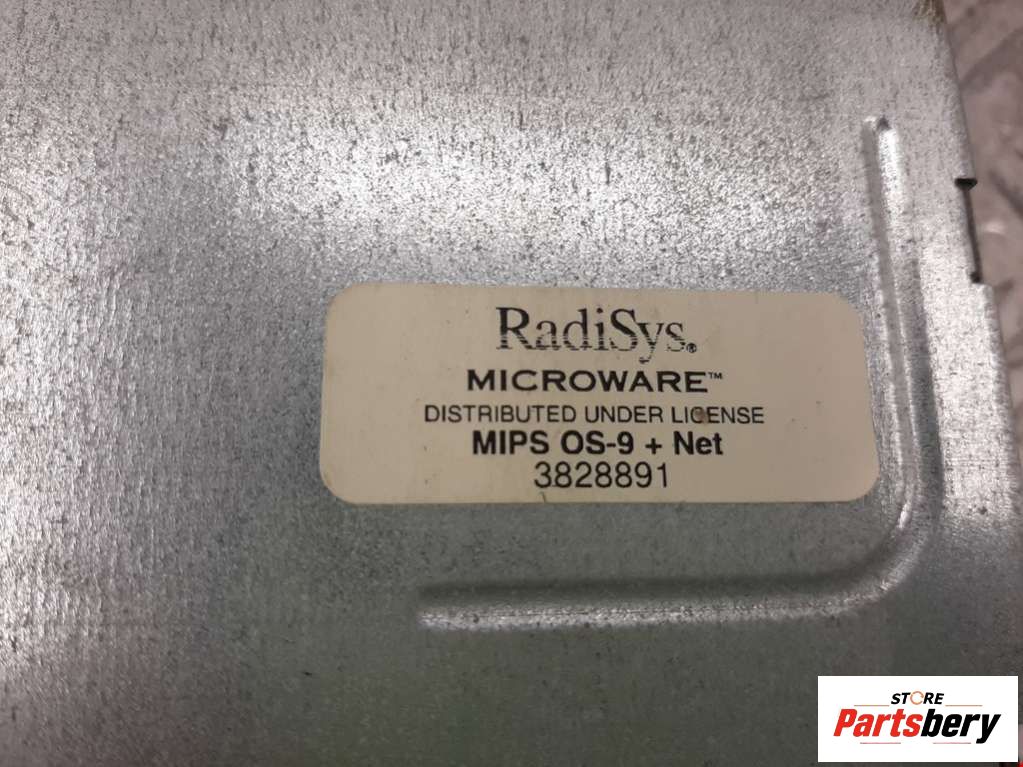 RadiSys®
MICROWARE™
DISTRIBUTED UNDER LICENSE
MIPS OS-9 + Net
3828891
STORE
Partsbery